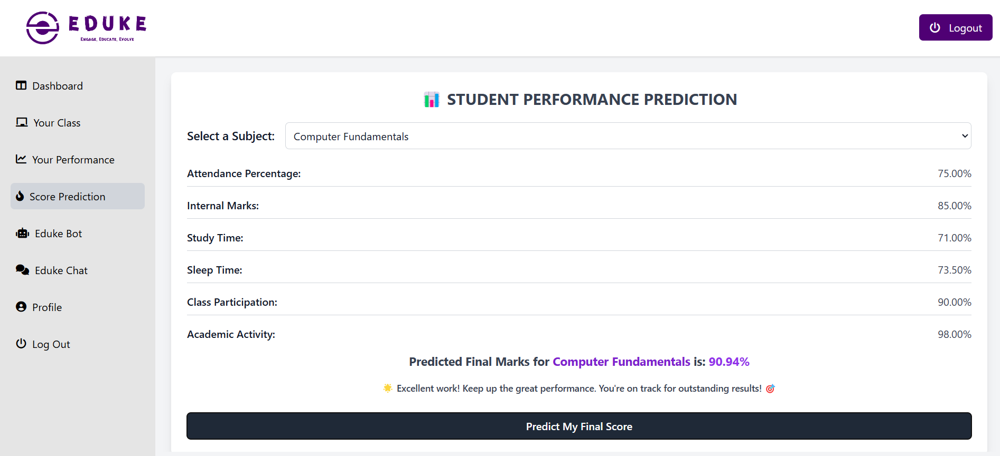 EDUKE
Engage, Educate, Evolve
Logout
Dashboard
Your Class
Your Performance
Score Prediction
Eduke Bot
Eduke Chat
Profile
Log Out
📊 STUDENT PERFORMANCE PREDICTION
Select a Subject: Computer Fundamentals
Attendance Percentage: 75.00%
Internal Marks: 85.00%
Study Time: 71.00%
Sleep Time: 73.50%
Class Participation: 90.00%
Academic Activity: 98.00%
Predicted Final Marks for Computer Fundamentals is: 90.94%
🌟 Excellent work! Keep up the great performance. You're on track for outstanding results! 🎯
Predict My Final Score